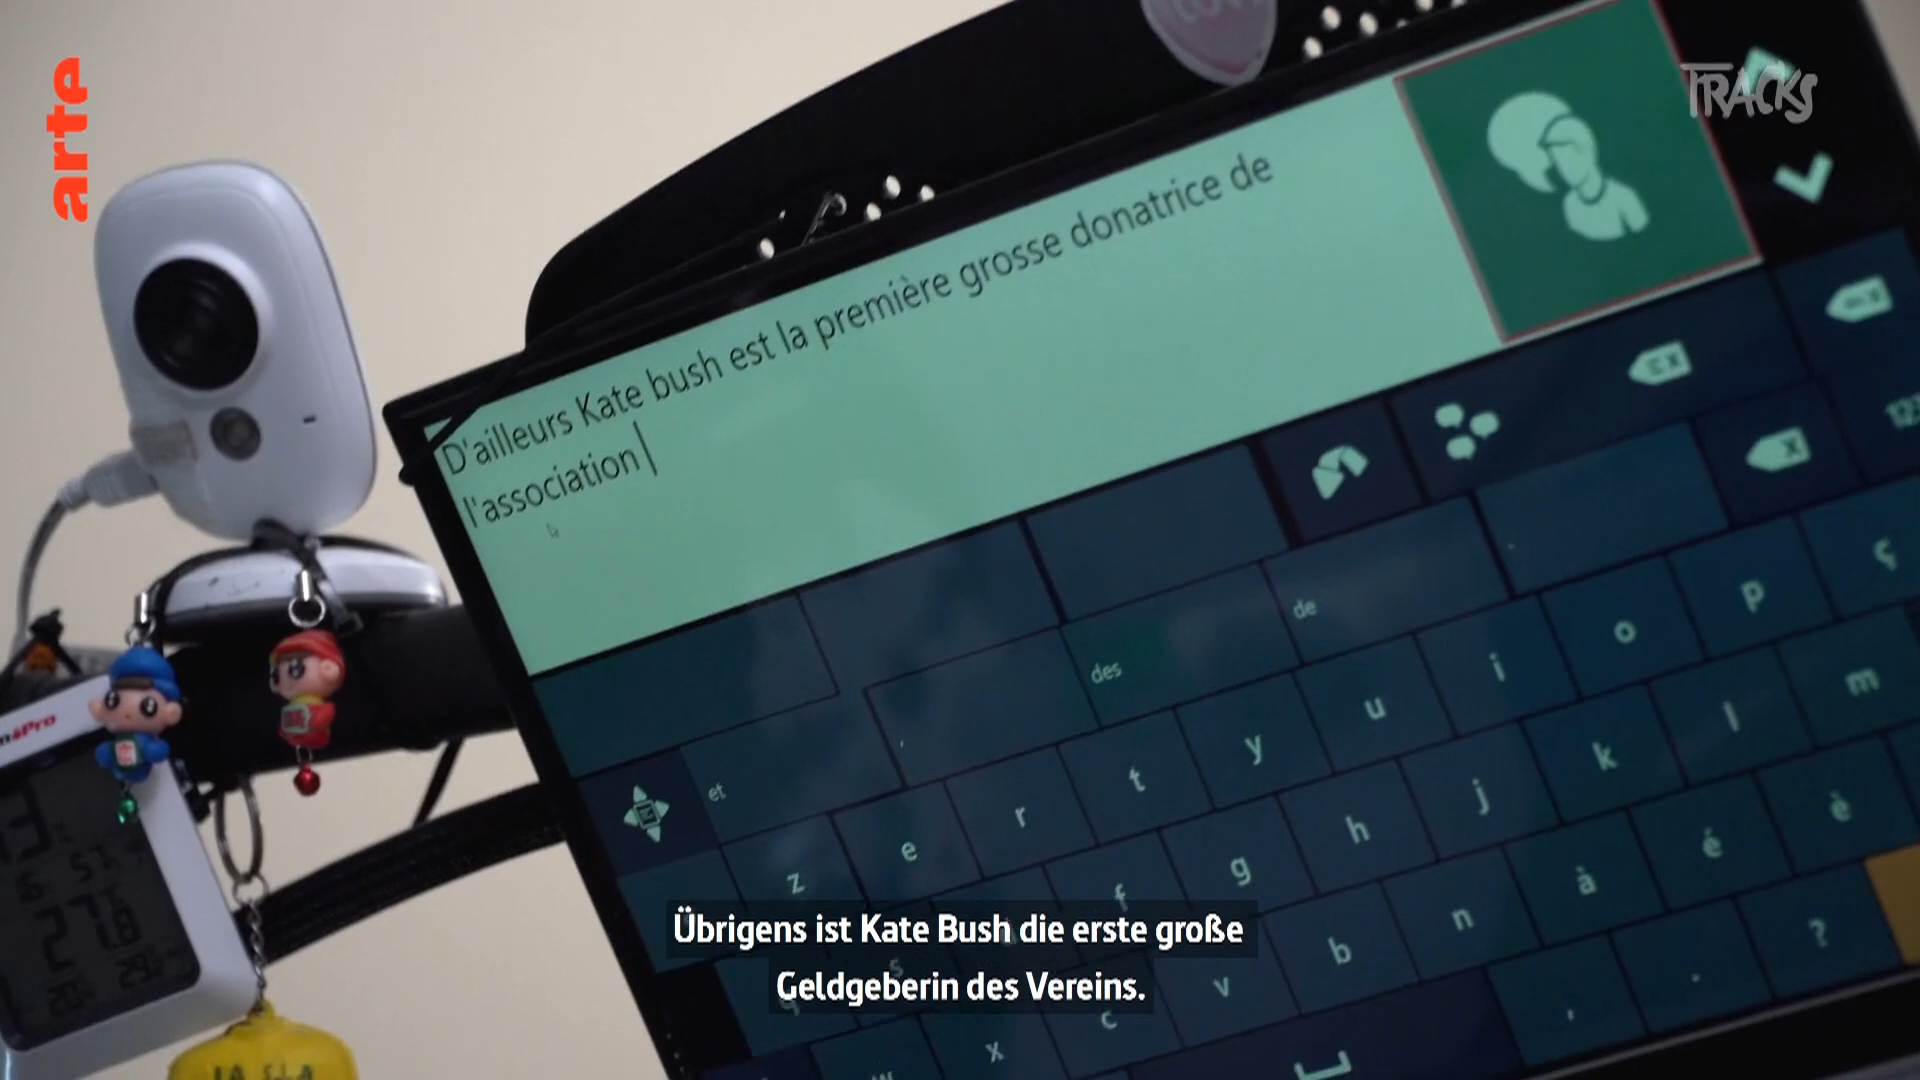 arte
TRACKS
D'ailleurs Kate bush est la première grosse donatrice de
l'association
de
des
et
z e r t y u i o p ç
s f g h j k l m
x c v b n à é è
, . ?
Pro
Übrigens ist Kate Bush die erste große
Geldgeberin des Vereins.